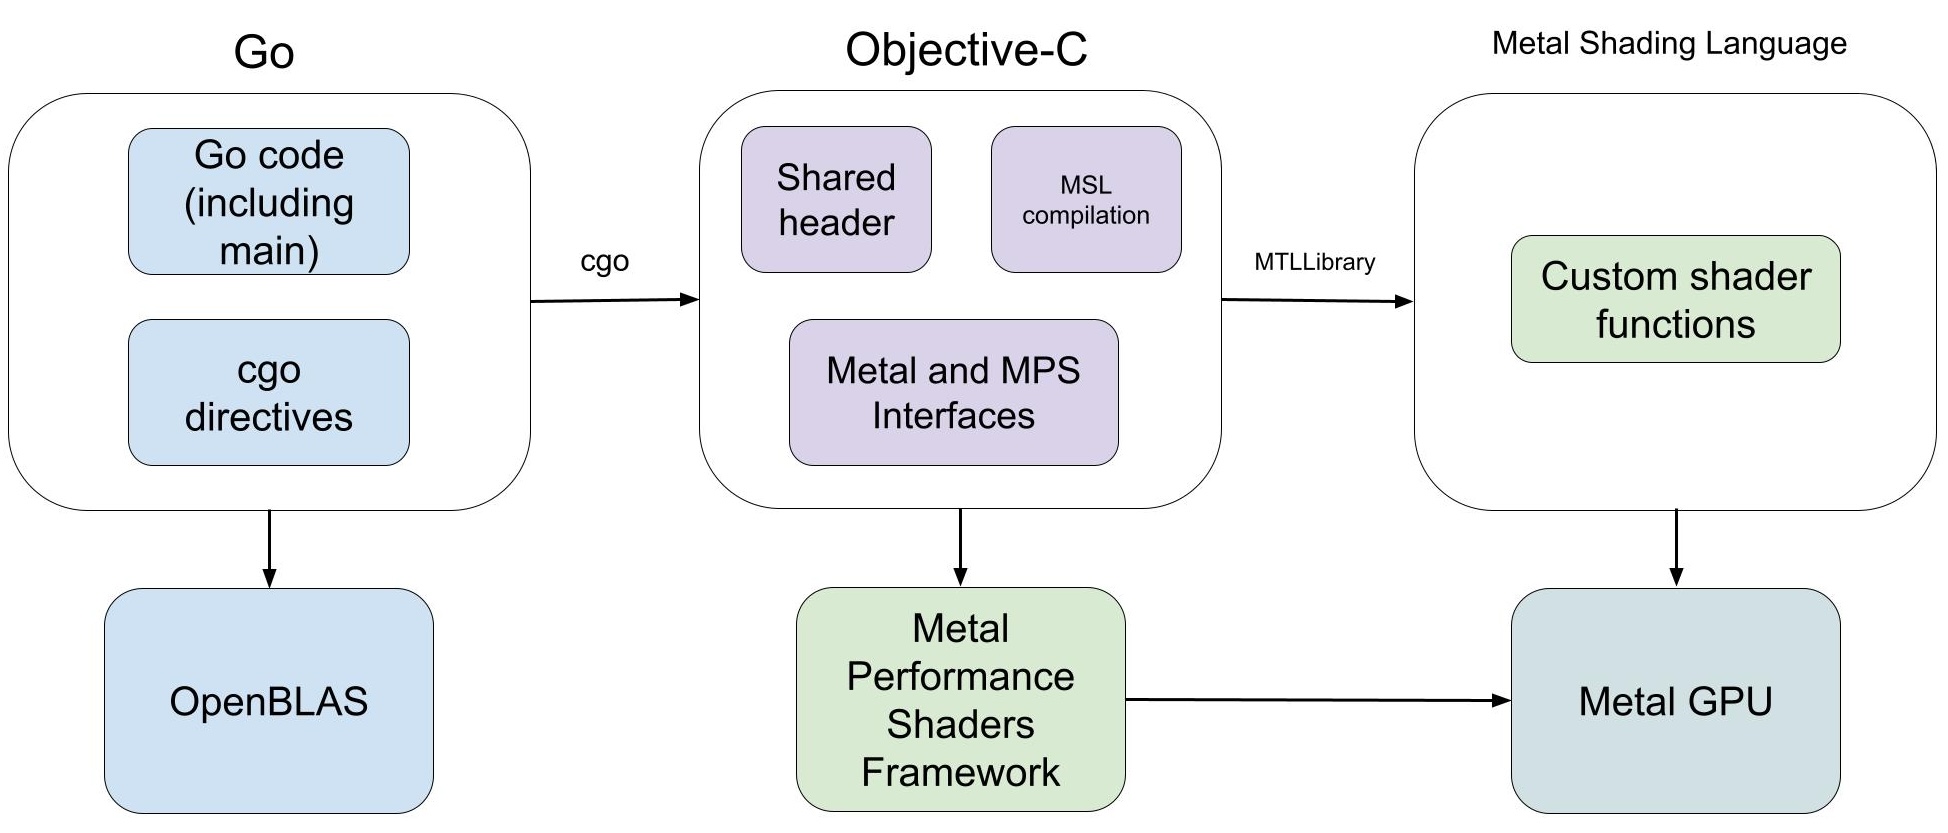 Go
Objective-C
Metal Shading Language
Go code
(including
main)
cgo
directives
cgo
Shared
header
MSL
compilation
Metal and MPS
Interfaces
MTLLibrary
Custom shader
functions
OpenBLAS
Metal
Performance
Shaders
Framework
Metal GPU